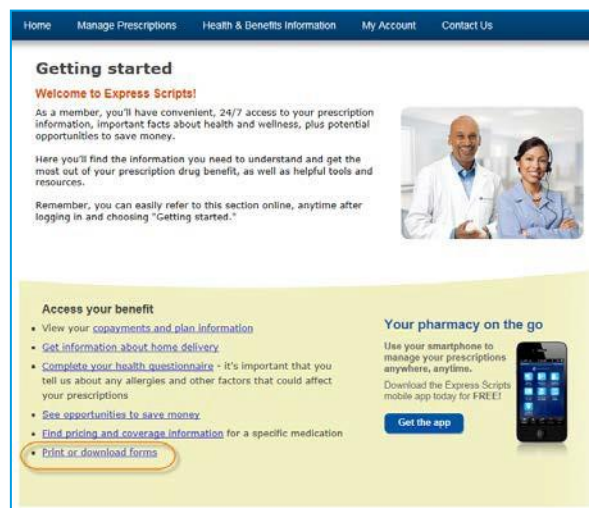 Home Manage Prescriptions Health & Benefits Information My Account Contact Us
Getting started
Welcome to Express Scripts!
As a member, you'll have convenient, 24/7 access to your prescription
information, important facts about health and wellness, plus potential
opportunities to save money.
Here you'll find the information you need to understand and get the
most out of your prescription drug benefit, as well as helpful tools and
resources.
Remember, you can easily refer to this section online, anytime after
logging in and choosing "Getting started."
Access your benefit
• View your copayments and plan information
• Get information about home delivery
• Complete your health questionnaire - it's important that you
tell us about any allergies and other factors that could affect
your prescriptions
• See opportunities to save money
• Find pricing and coverage information for a specific medication
• Print or download forms
Your pharmacy on the go
Use your smartphone to
manage your prescriptions
anywhere, anytime.
Download the Express Scripts
mobile app today for FREE!
Get the app